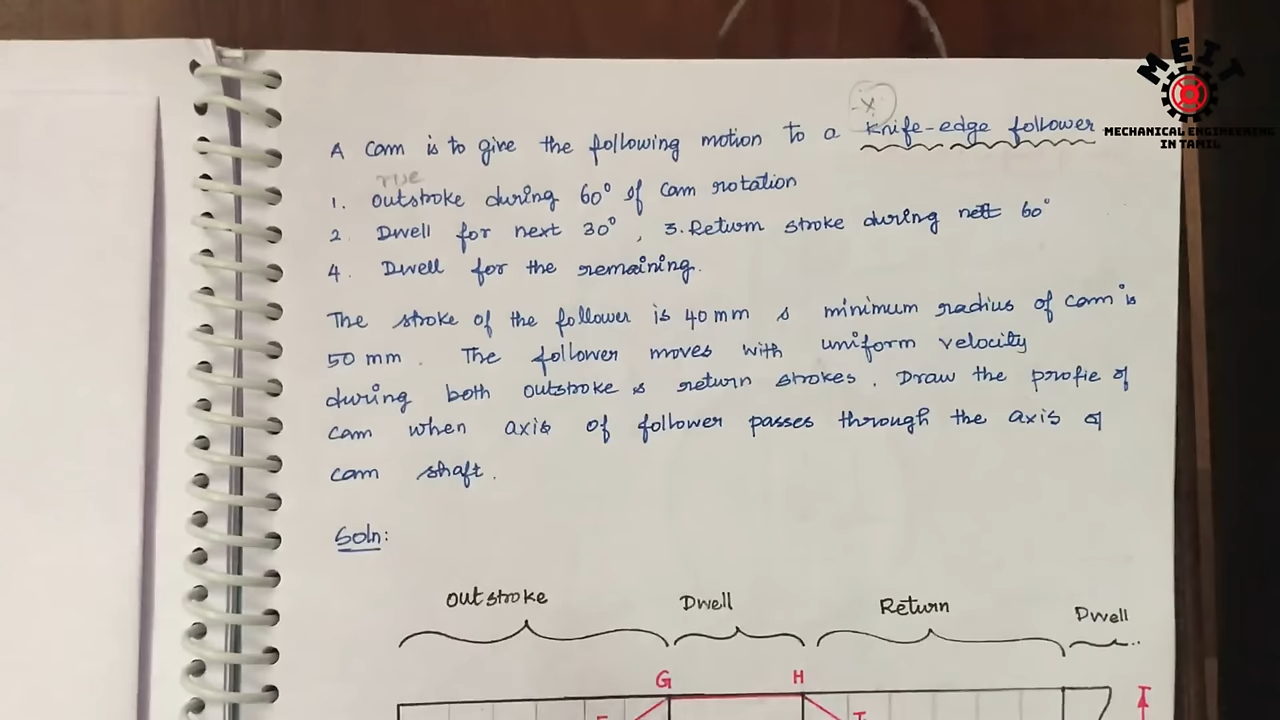 MEIT
MECHANICAL ENGINEERING
IN TAMIL
x
A cam is to give the following motion to a knife-edge follower
rise
1. Outstroke during 60° of cam rotation
2. Dwell for next 30°, 3. Return stroke during nett 60°
4. Dwell for the remaining.
The stroke of the follower is 40 mm & minimum radius of cam is
50 mm. The follower moves with uniform velocity
during both outstroke & return strokes. Draw the profie of
cam when axis of follower passes through the axis of
cam shaft.
Soln:
Outstroke Dwell Return Dwell
G H